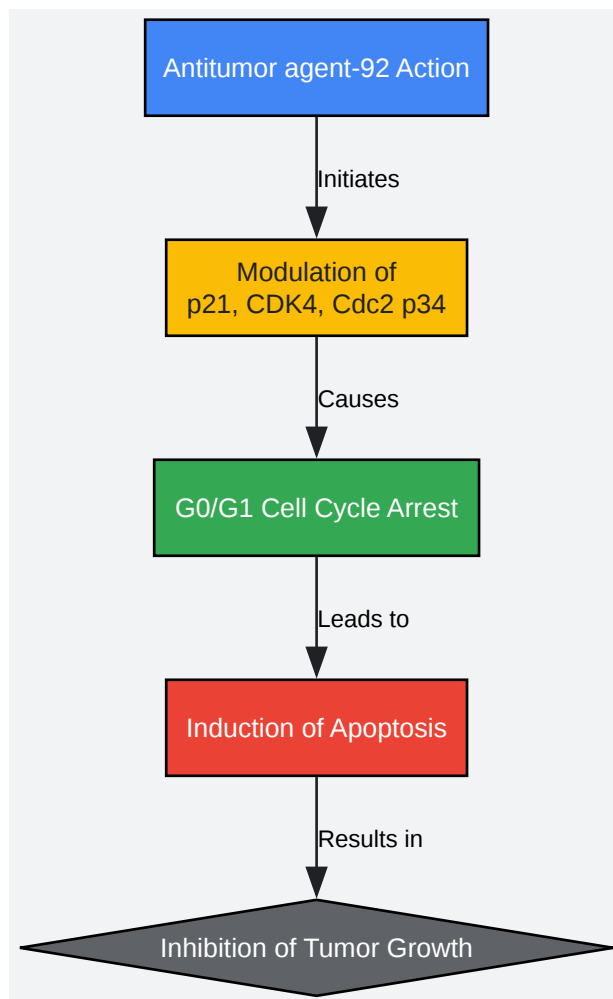 Antitumor agent-92 Action
Initiates
Modulation of
p21, CDK4, Cdc2 p34
Causes
G0/G1 Cell Cycle Arrest
Leads to
Induction of Apoptosis
Results in
Inhibition of Tumor Growth